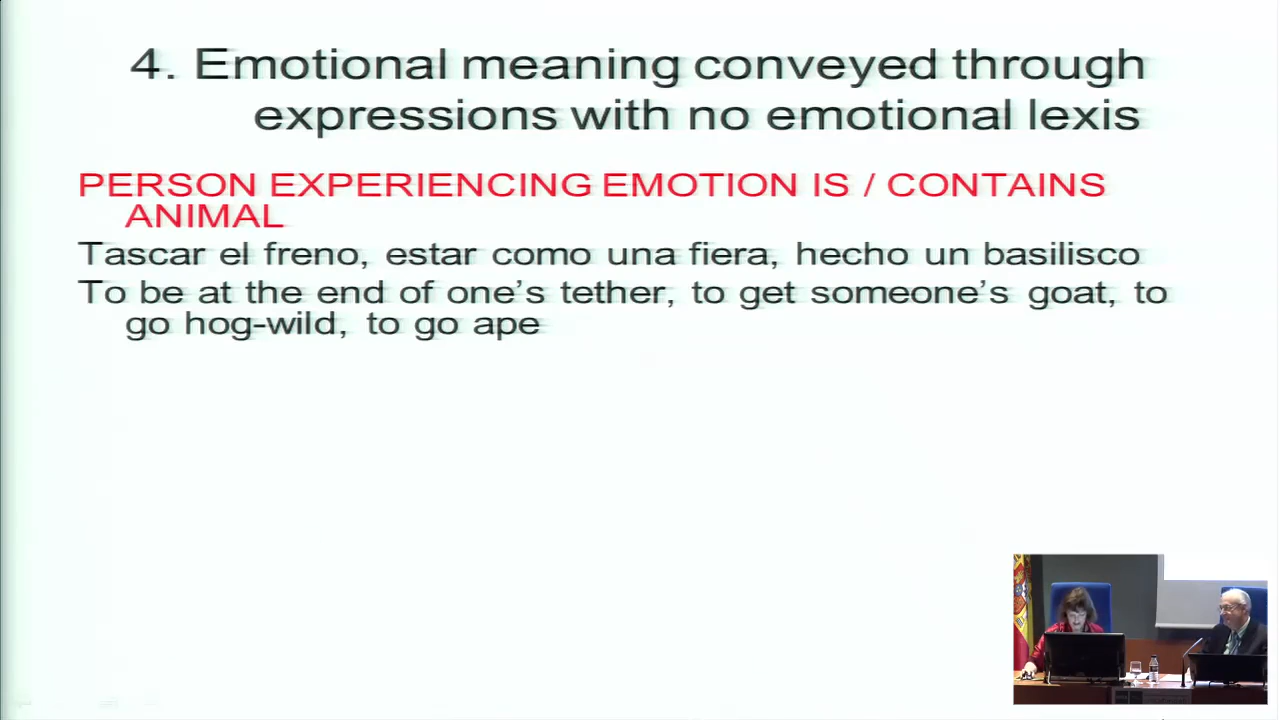 4. Emotional meaning conveyed through
expressions with no emotional lexis
PERSON EXPERIENCING EMOTION IS / CONTAINS
ANIMAL
Tascar el freno, estar como una fiera, hecho un basilisco
To be at the end of one's tether, to get someone's goat, to
go hog-wild, to go ape